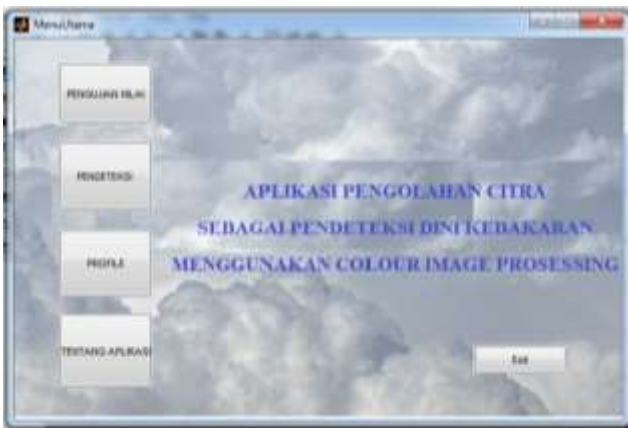 MenuUtama
PENGUJIAN NILAI
PENDETEKSI
PROFILE
TENTANG APLIKASI
APLIKASI PENGOLAHAN CITRA
SEBAGAI PENDETEKSI DINI KEBAKARAN
MENGGUNAKAN COLOUR IMAGE PROSESSING
Exit